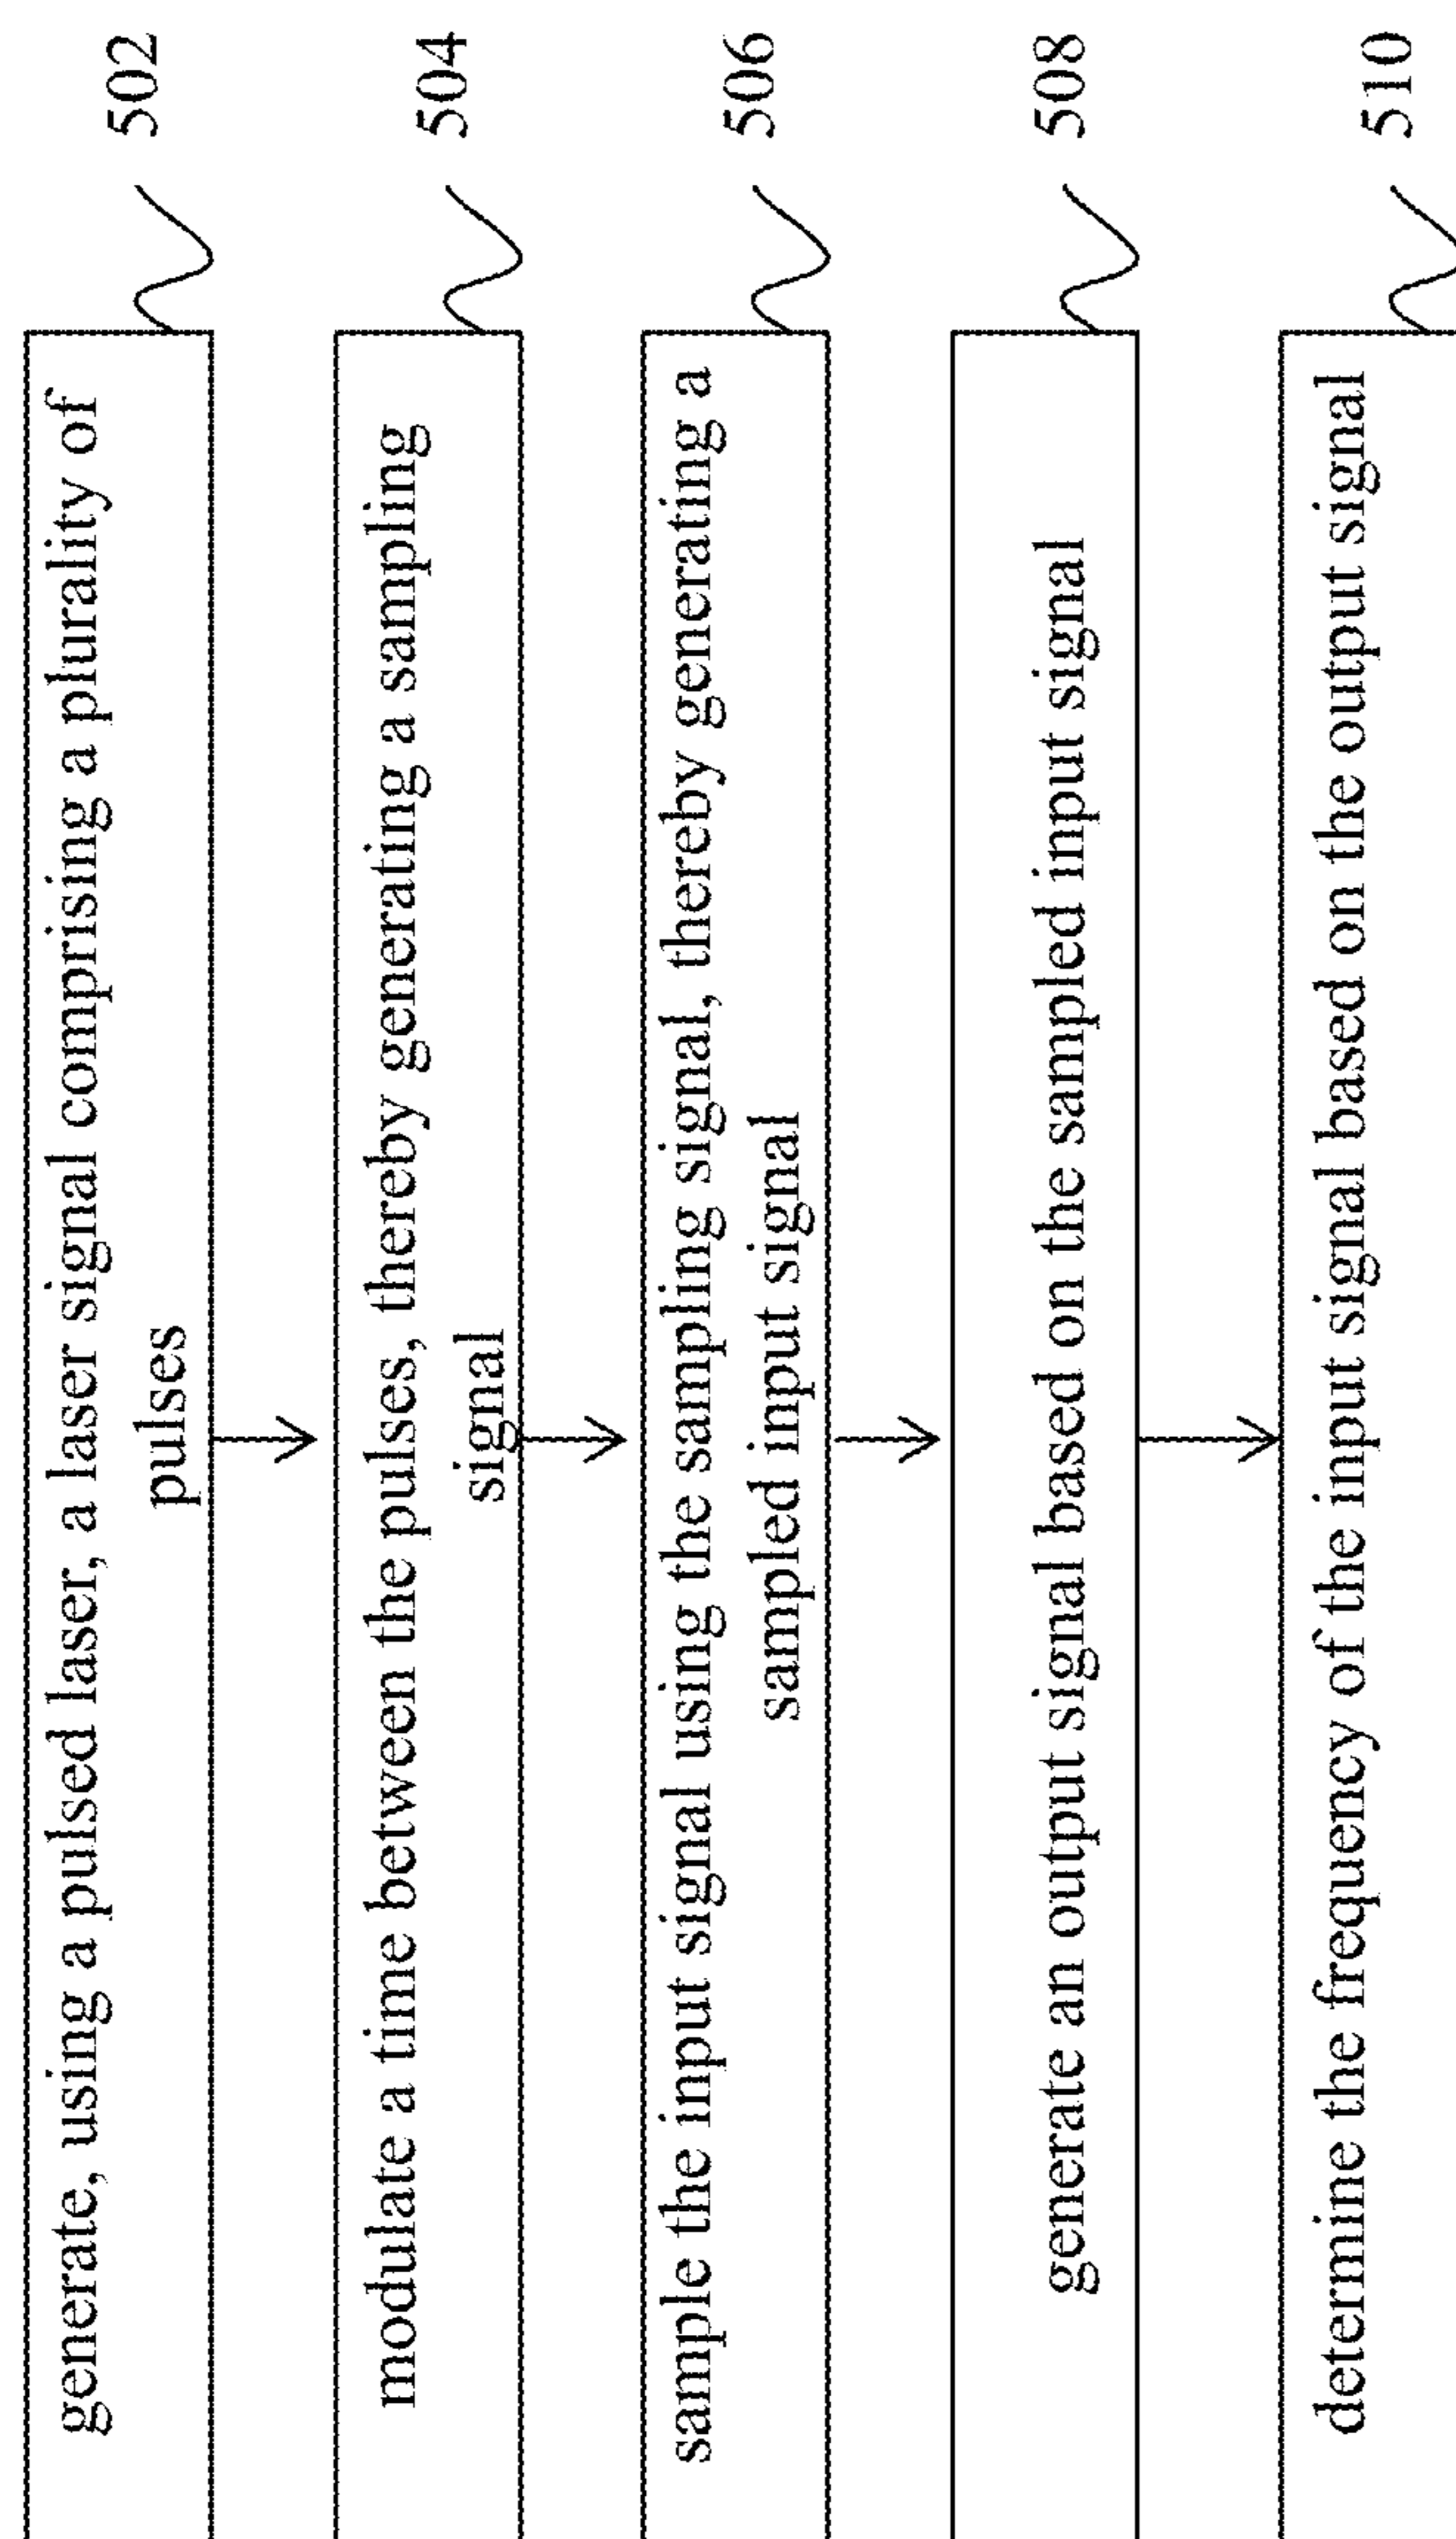 generate, using a pulsed laser, a laser signal comprising a plurality of
pulses
502
modulate a time between the pulses, thereby generating a sampling
signal
504
sample the input signal using the sampling signal, thereby generating a
sampled input signal
506
generate an output signal based on the sampled input signal
508
determine the frequency of the input signal based on the output signal
510